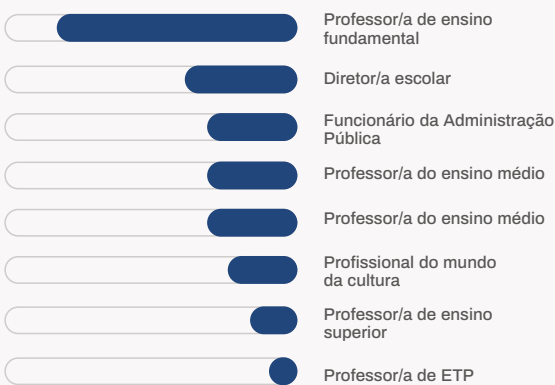 Professor/a de ensino
fundamental
Diretor/a escolar
Funcionário da Administração
Pública
Professor/a do ensino médio
Professor/a do ensino médio
Profissional do mundo
da cultura
Professor/a de ensino
superior
Professor/a de ETP